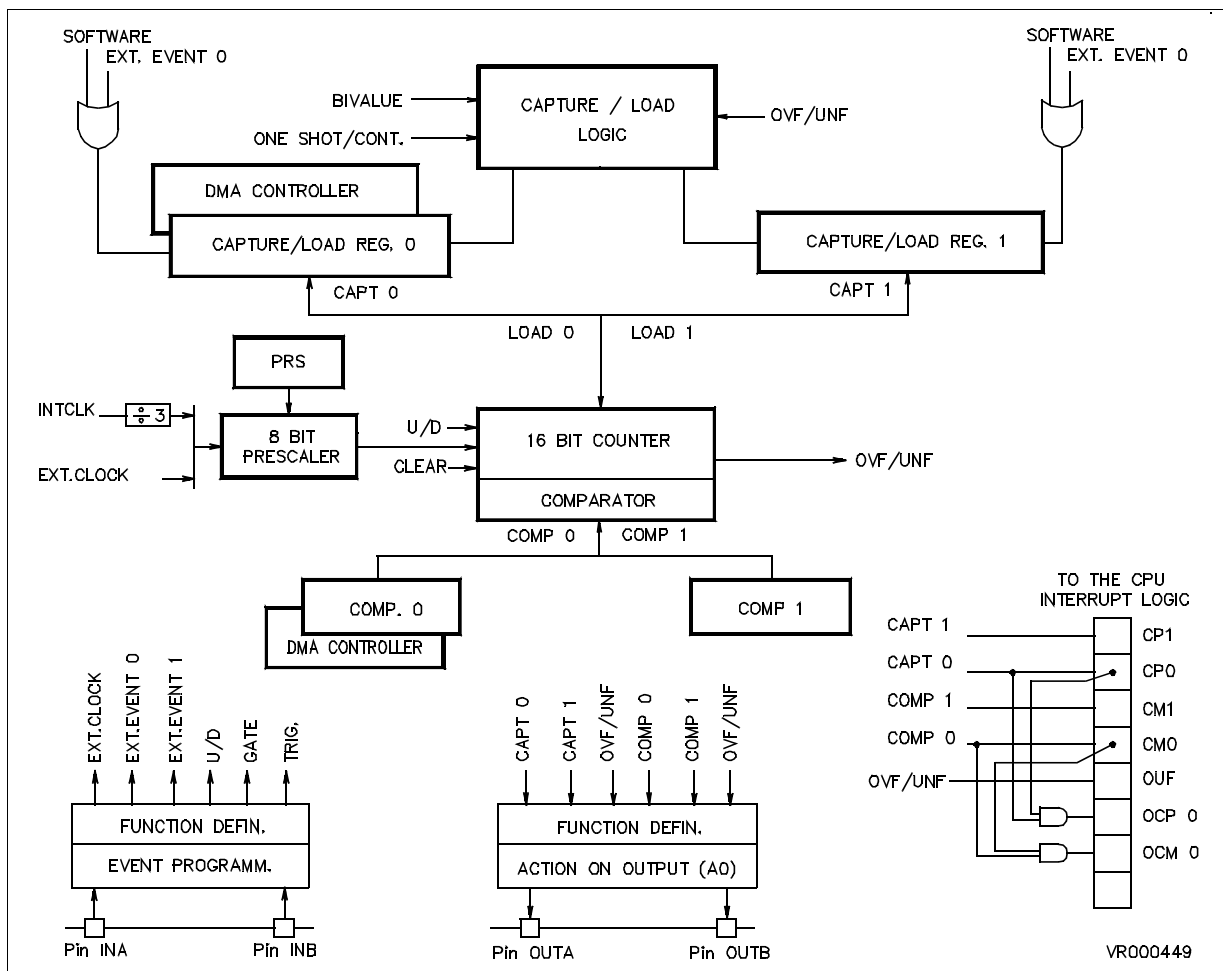 SOFTWARE
EXT. EVENT 0
SOFTWARE
EXT. EVENT 0
BIVALUE
ONE SHOT/CONT.
CAPTURE / LOAD
LOGIC
OVF/UNF
DMA CONTROLLER
CAPTURE/LOAD REG. 0
CAPTURE/LOAD REG. 1
CAPT 0
CAPT 1
LOAD 0
LOAD 1
PRS
INTCLK
÷ 3
8 BIT
PRESCALER
EXT.CLOCK
U/D
CLEAR
16 BIT COUNTER
COMPARATOR
OVF/UNF
COMP 0
COMP 1
COMP. 0
DMA CONTROLLER
COMP 1
TO THE CPU
INTERRUPT LOGIC
CAPT 1
CP1
CAPT 0
CP0
COMP 1
CM1
COMP 0
CM0
OVF/UNF
OUF
OCP 0
OCM 0
EXT.CLOCK
EXT.EVENT 0
EXT.EVENT 1
U/D
GATE
TRIG.
FUNCTION DEFIN.
EVENT PROGRAMM.
Pin INA
Pin INB
CAPT 0
CAPT 1
OVF/UNF
COMP 0
COMP 1
OVF/UNF
FUNCTION DEFIN.
ACTION ON OUTPUT (AO)
Pin OUTA
Pin OUTB
VR000449